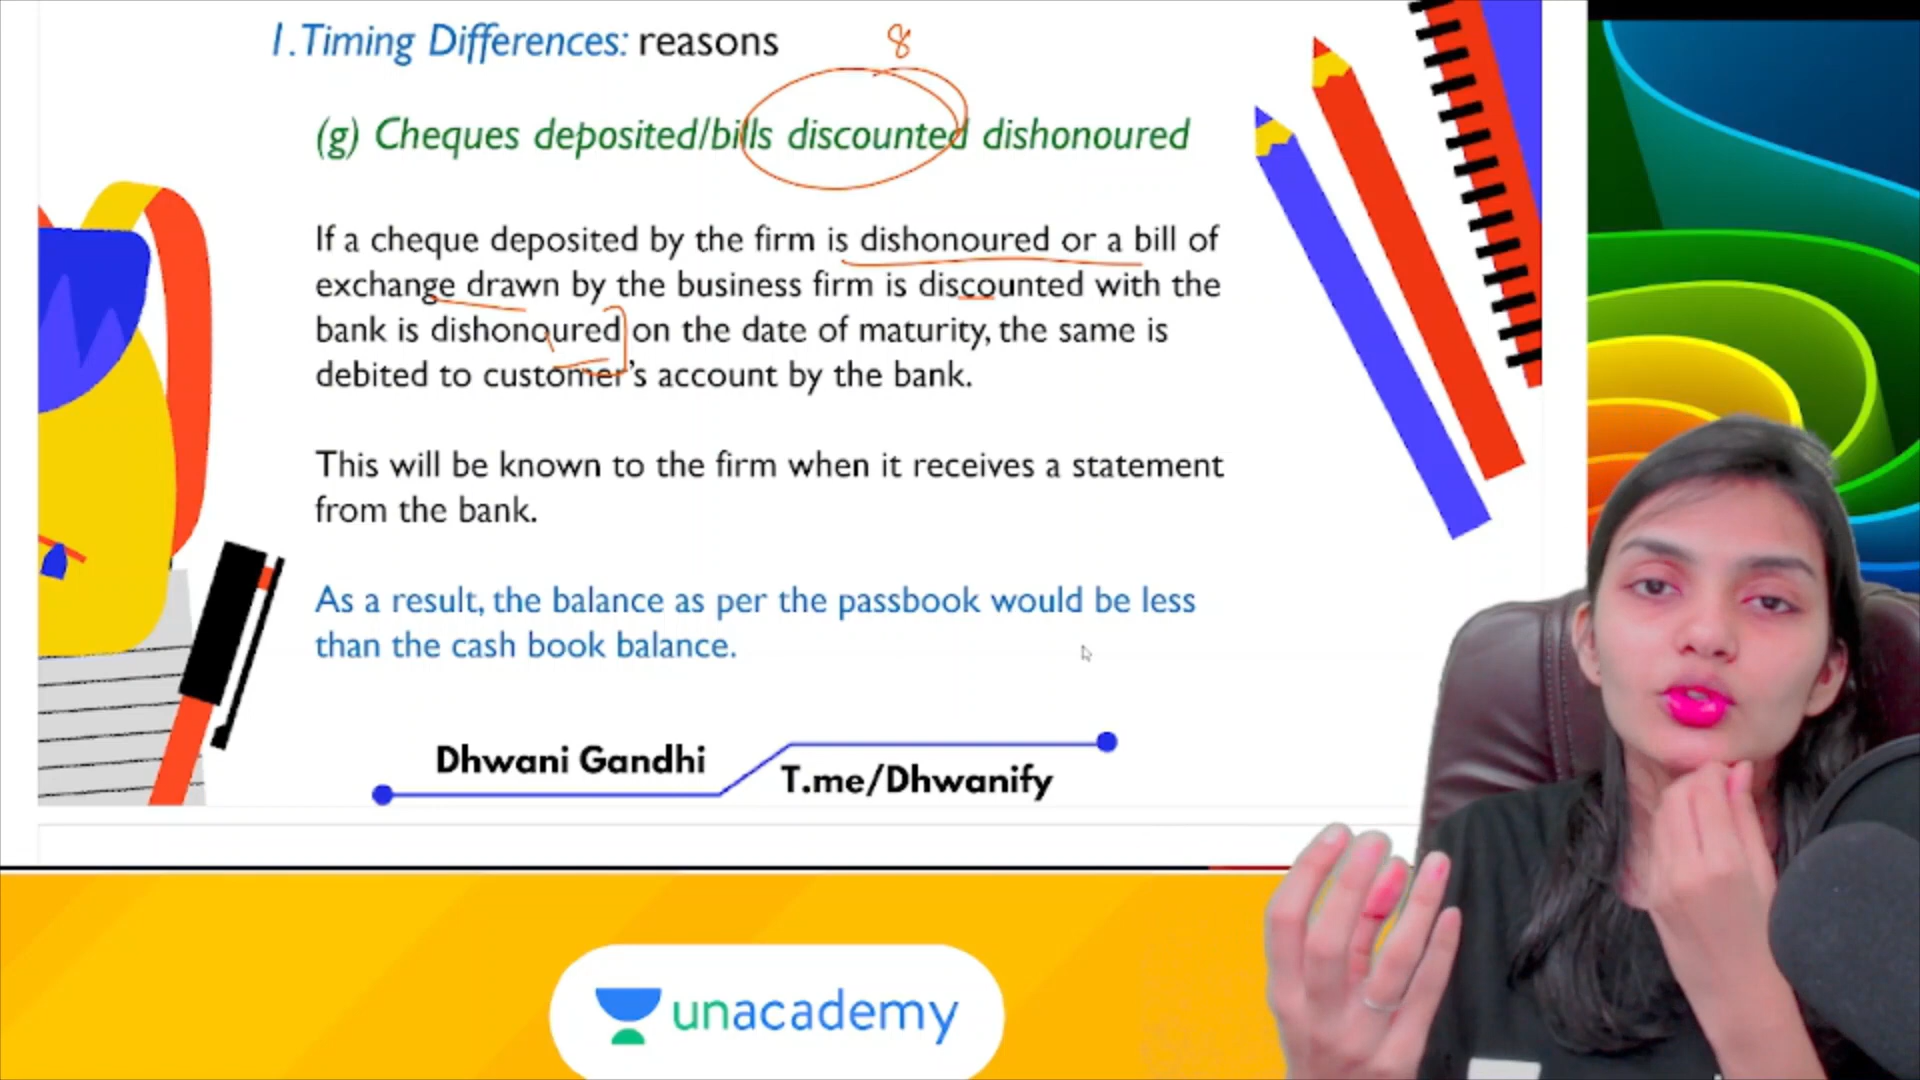 1.Timing Differences: reasons
8
(g) Cheques deposited/bills discounted dishonoured
If a cheque deposited by the firm is dishonoured or a bill of
exchange drawn by the business firm is discounted with the
bank is dishonoured on the date of maturity, the same is
debited to customer's account by the bank.
This will be known to the firm when it receives a statement
from the bank.
As a result, the balance as per the passbook would be less
than the cash book balance.
Dhwani Gandhi
T.me/Dhwanify
unacademy